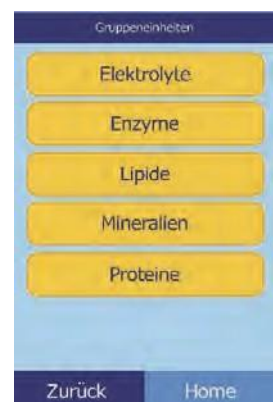 Gruppeneinheiten
Elektrolyte
Enzyme
Lipide
Mineralien
Proteine
Zurück
Home